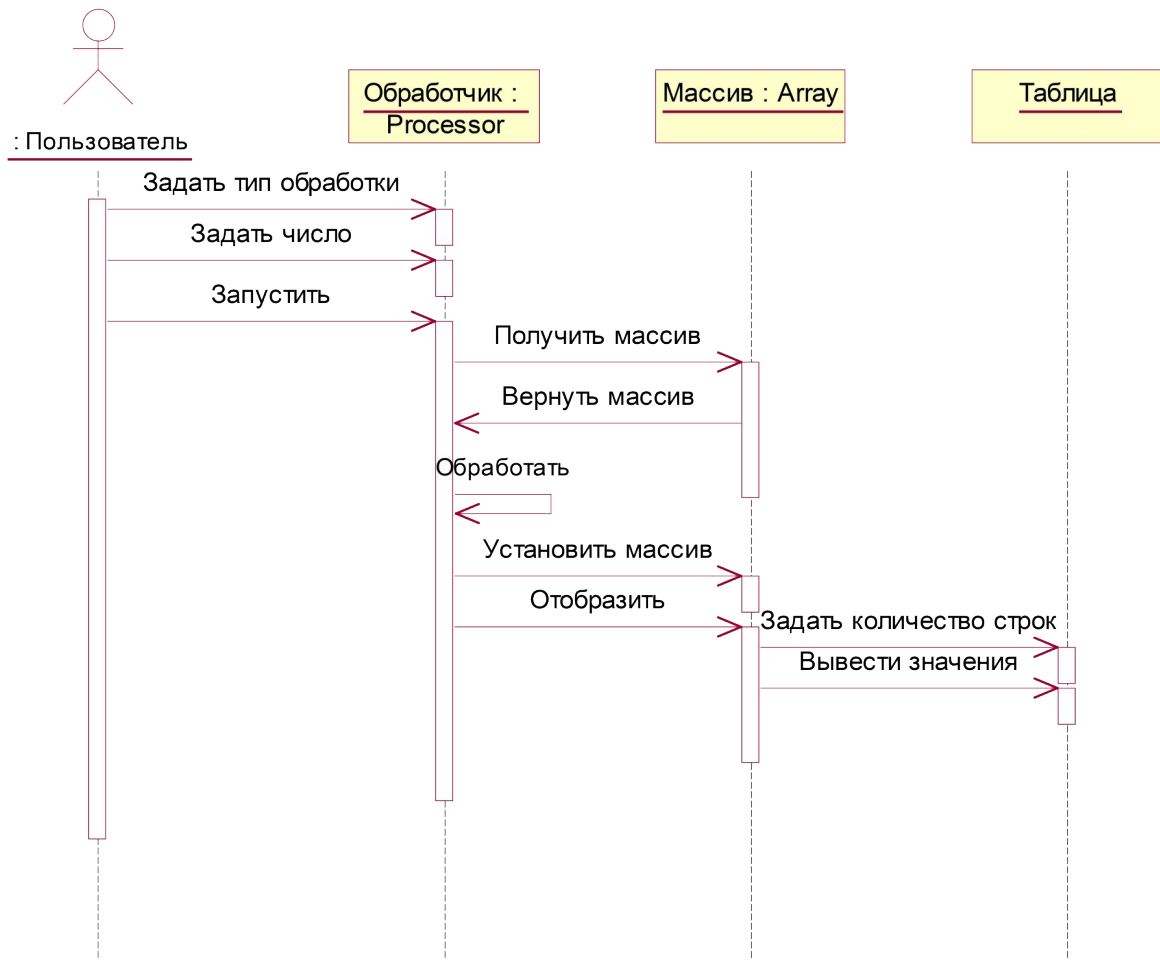 : Пользователь
Обработчик :
Processor
Массив : Array
Таблица
Задать тип обработки
Задать число
Запустить
Получить массив
Вернуть массив
Обработать
Установить массив
Отобразить
Задать количество строк
Вывести значения